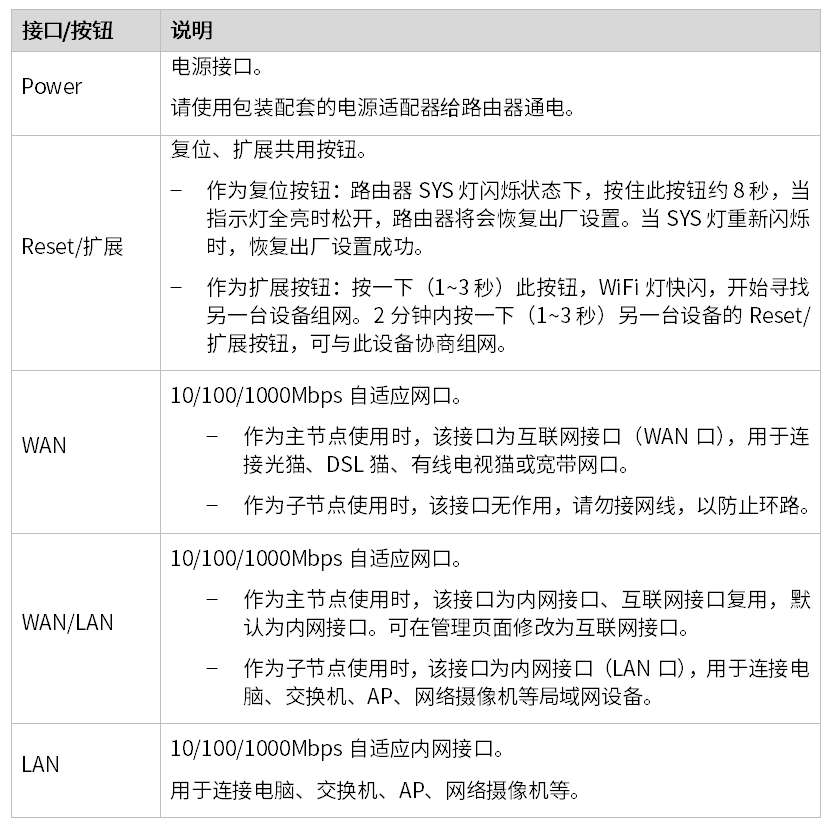 接口/按钮 说明
Power
电源接口。
请使用包装配套的电源适配器给路由器通电。
Reset/扩展
复位、扩展共用按钮。
– 作为复位按钮：路由器 SYS 灯闪烁状态下，按住此按钮约 8 秒，当
指示灯全亮时松开，路由器将会恢复出厂设置。当 SYS 灯重新闪烁
时，恢复出厂设置成功。
– 作为扩展按钮：按一下（1~3 秒）此按钮，WiFi 灯快闪，开始寻找
另一台设备组网。2 分钟内按一下（1~3 秒）另一台设备的 Reset/
扩展按钮，可与此设备协商组网。
WAN
10/100/1000Mbps 自适应网口。
– 作为主节点使用时，该接口为互联网接口（WAN 口），用于连
接光猫、DSL 猫、有线电视猫或宽带网口。
– 作为子节点使用时，该接口无作用，请勿接网线，以防止环路。
WAN/LAN
10/100/1000Mbps 自适应网口。
– 作为主节点使用时，该接口为内网接口、互联网接口复用，默
认为内网接口。可在管理页面修改为互联网接口。
– 作为子节点使用时，该接口为内网接口（LAN 口），用于连接电
脑、交换机、AP、网络摄像机等局域网设备。
LAN
10/100/1000Mbps 自适应内网接口。
用于连接电脑、交换机、AP、网络摄像机等。